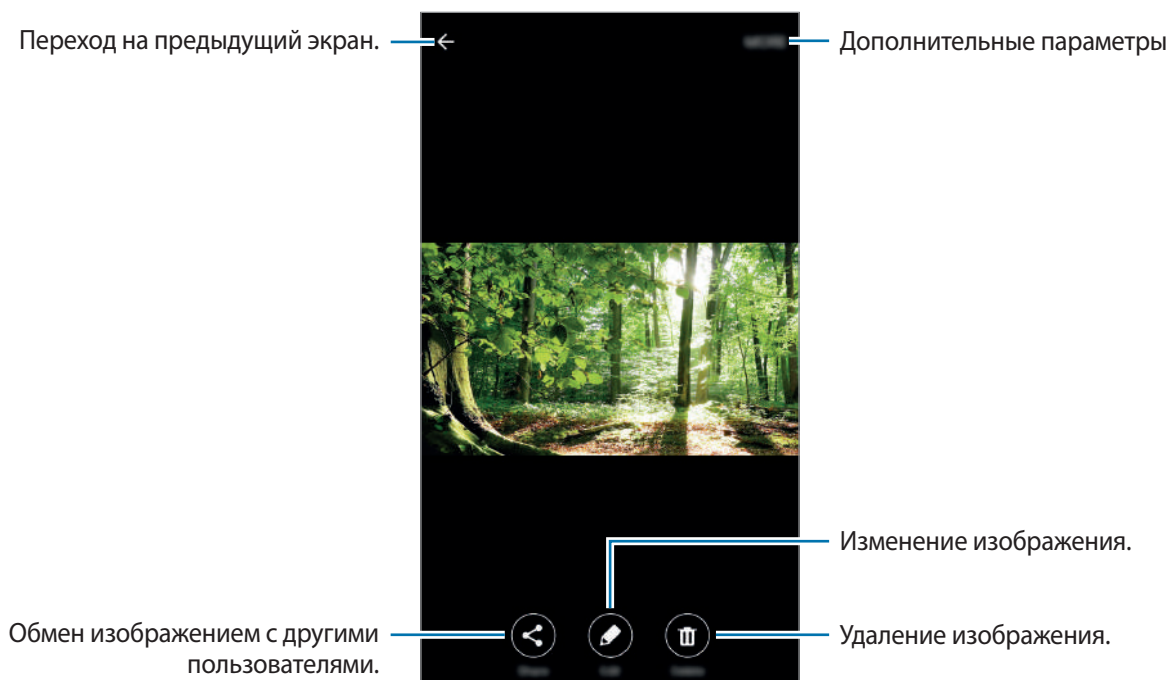 Переход на предыдущий экран.
Дополнительные параметры
Изменение изображения.
Обмен изображением с другими
пользователями.
Удаление изображения.